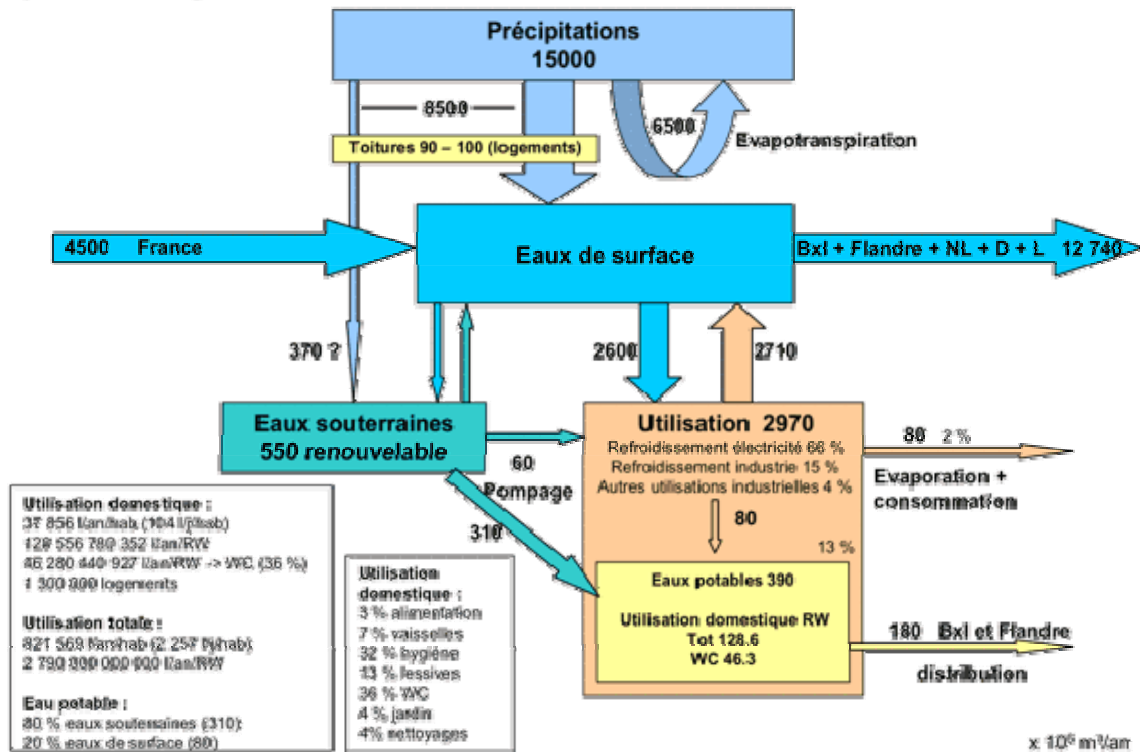 Précipitations
15000
8500
6500
Evapotranspiration
Toitures 90 – 100 (logements)
4500 France
Eaux de surface
Bxl + Flandre + NL + D + L 12 740
370 ?
2600
2710
Eaux souterraines
550 renouvelable
Utilisation 2970
Refroidissement électricité 66 %
Refroidissement industrie 15 %
Autres utilisations industrielles 4 %
80 2 %
Evaporation +
consommation
60
Pompage
310
80
13 %
Eaux potables 390
Utilisation domestique RW
Tot 128.6
WC 46.3
180 Bxl et Flandre
distribution
Utilisation domestique :
37 856 l/an/hab (104 l/j/hab)
128 556 780 352 l/an/RW
46 280 440 927 l/an/RW -> WC (36 %)
1 300 000 logements
Utilisation totale :
821 569 l/an/hab (2 257 l/j/hab)
2 790 000 000 000 l/an/RW
Eau potable :
80 % eaux souterraines (310)
20 % eaux de surface (80)
Utilisation
domestique :
3 % alimentation
7 % vaisselles
32 % hygiène
13 % lessives
36 % WC
4 % jardin
4% nettoyages
x 10⁶ m³/an